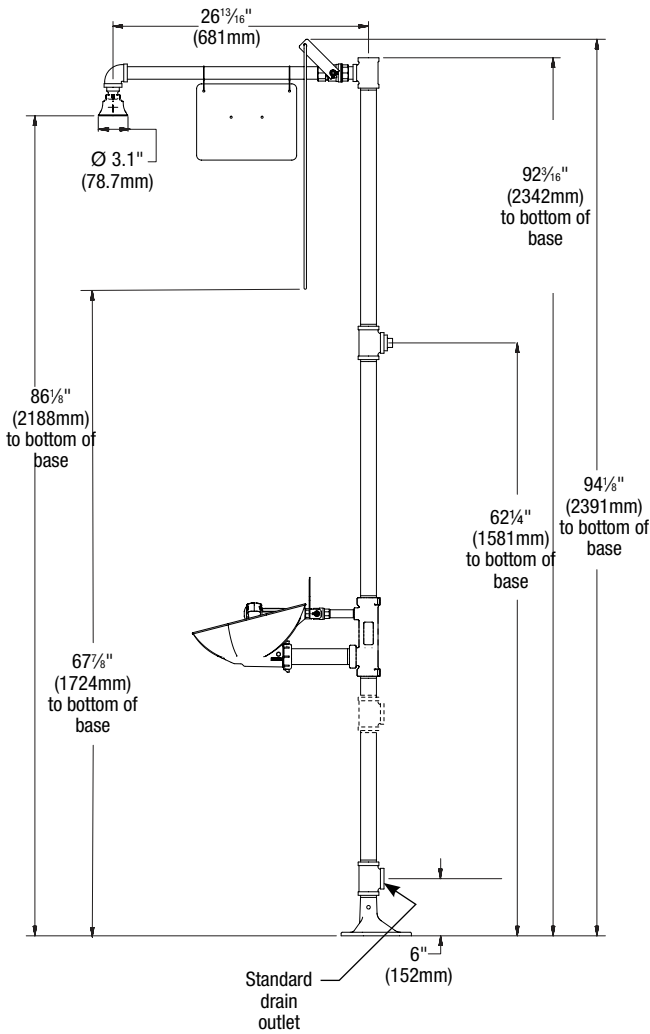 26¹³⁄₁₆"
(681mm)
Ø 3.1"
(78.7mm)
92³⁄₁₆"
(2342mm)
to bottom of
base
86⅛"
(2188mm)
to bottom of
base
94⅛"
(2391mm)
to bottom of
base
62¼"
(1581mm)
to bottom of
base
67⅞"
(1724mm)
to bottom of
base
6"
(152mm)
Standard
drain
outlet